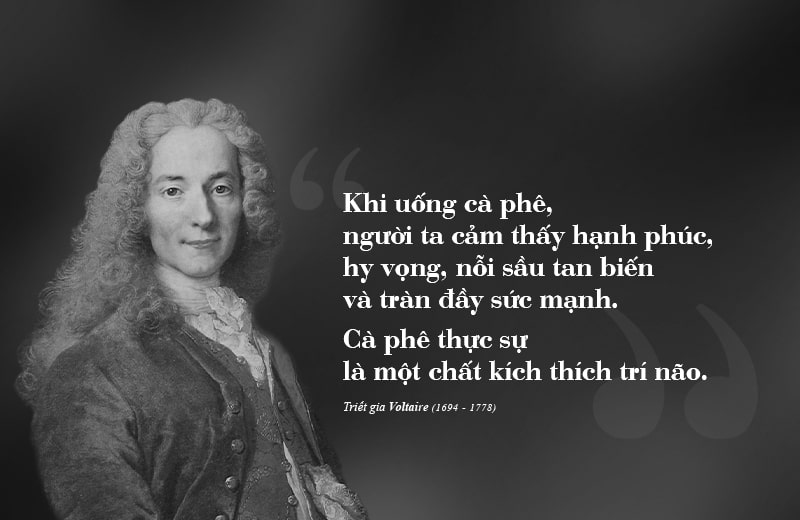 Khi uống cà phê,
người ta cảm thấy hạnh phúc,
hy vọng, nỗi sầu tan biến
và tràn đầy sức mạnh.
Cà phê thực sự
là một chất kích thích trí não.
Triết gia Voltaire (1694 - 1778)